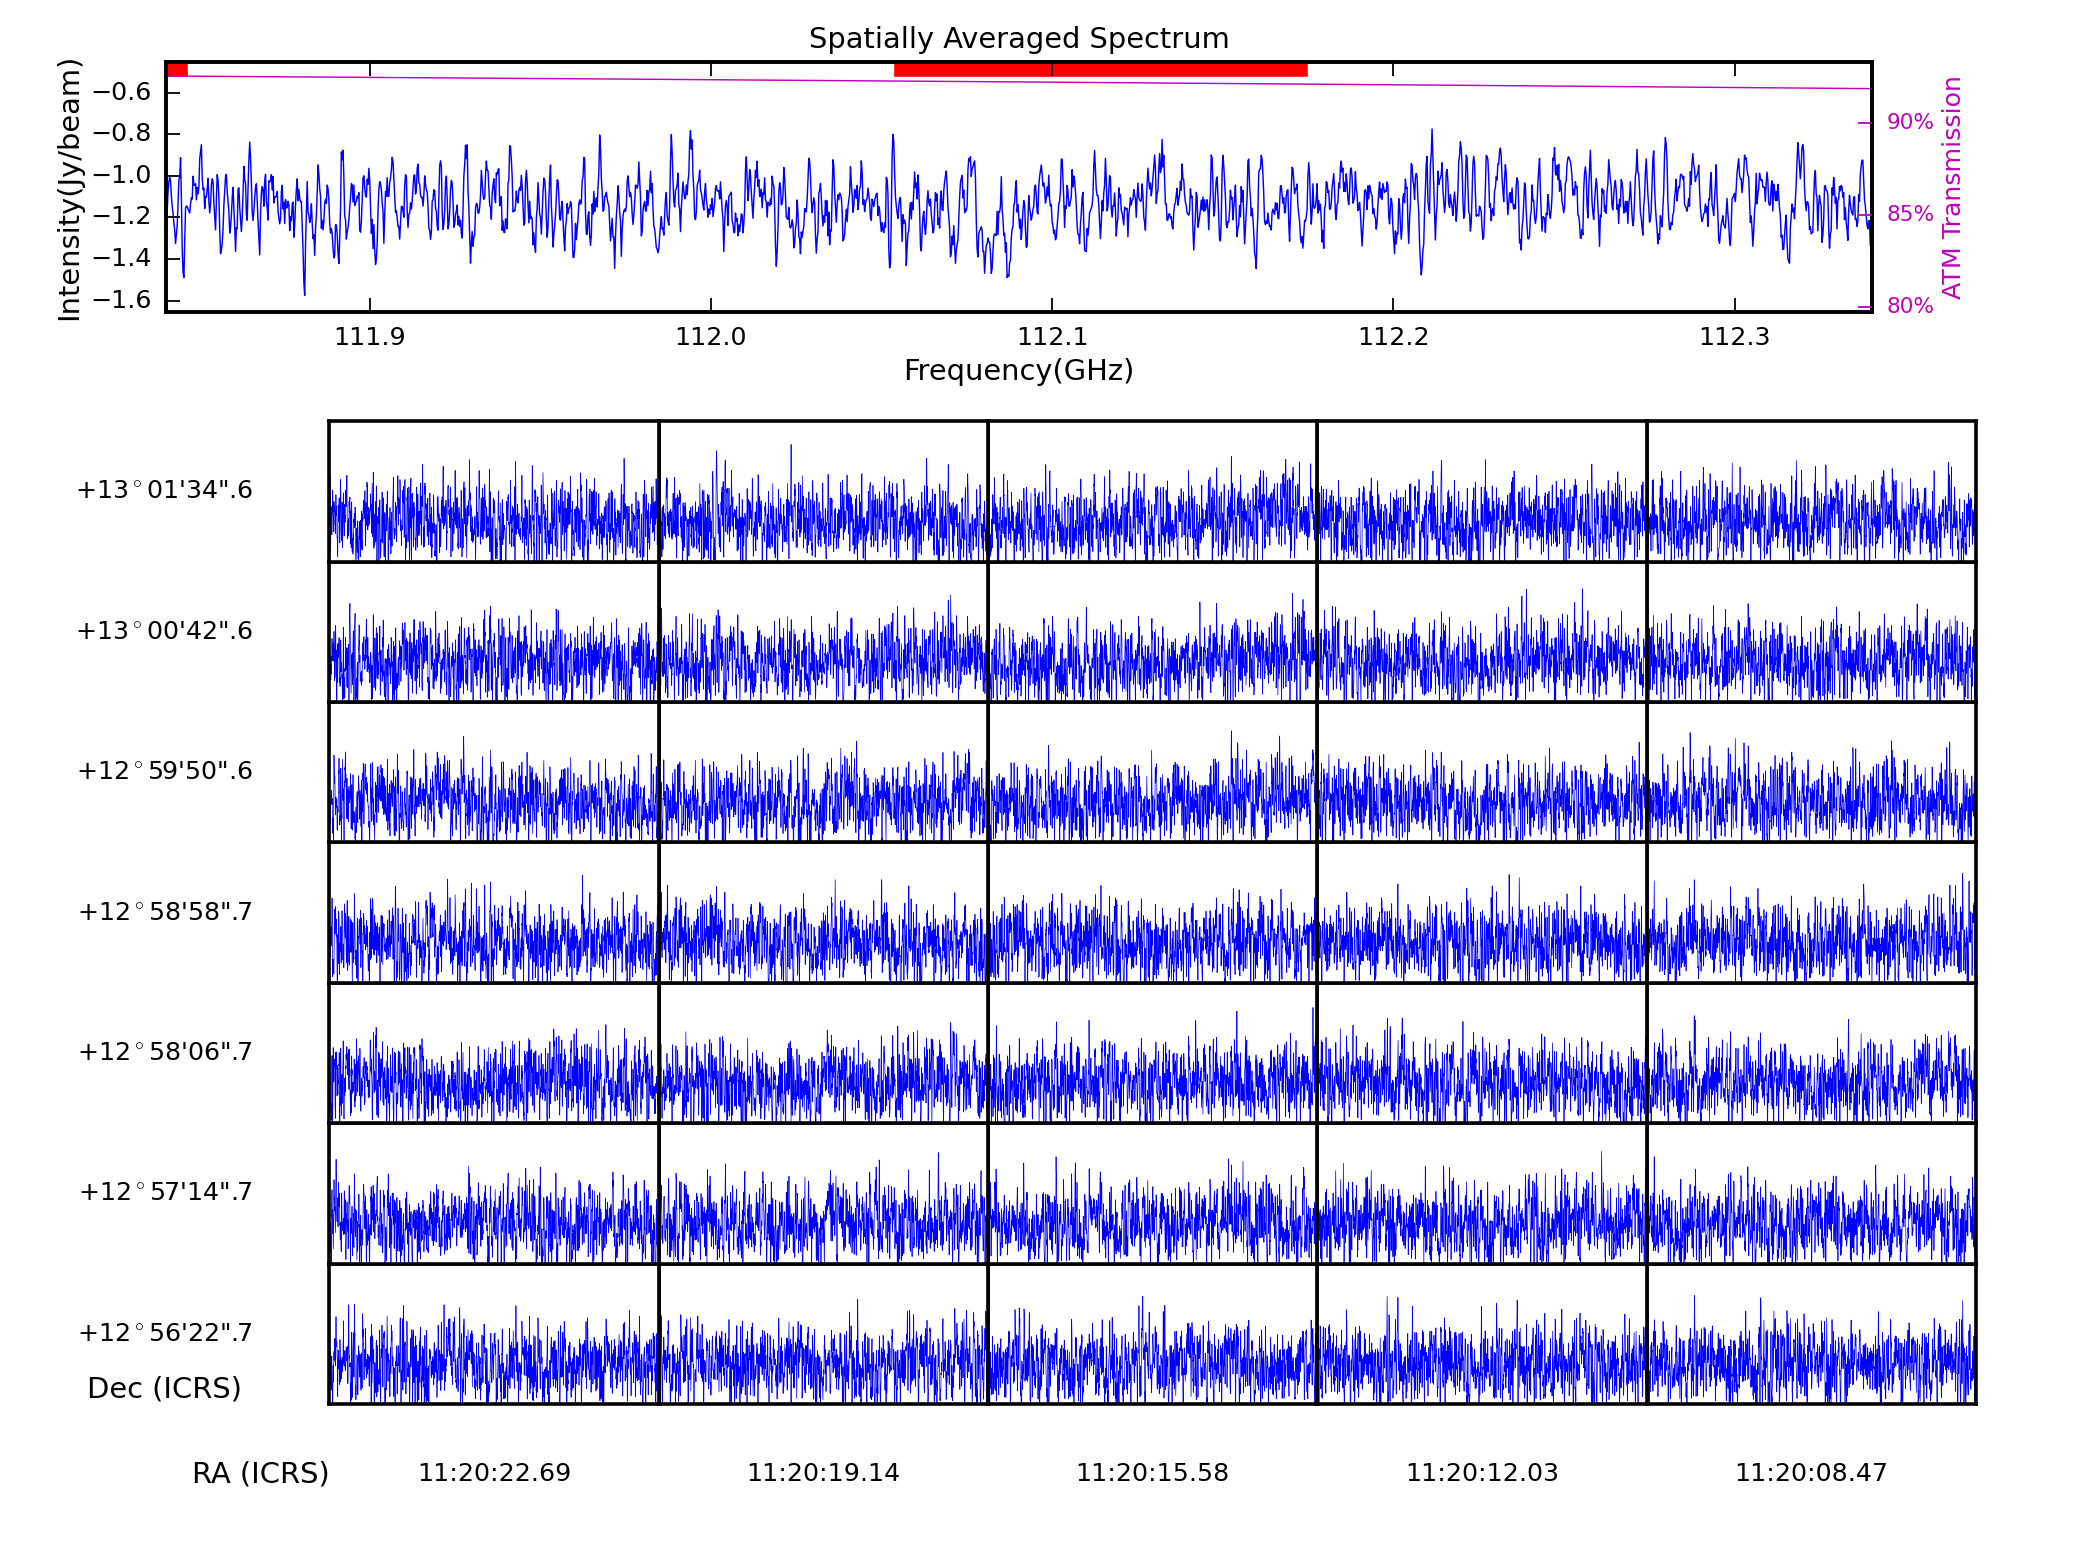 Spatially Averaged Spectrum
Intensity(Jy/beam)
−0.6
−0.8
−1.0
−1.2
−1.4
−1.6
90%
85%
80%
ATM Transmission
111.9 112.0 112.1 112.2 112.3
Frequency(GHz)
+13°01'34".6
+13°00'42".6
+12°59'50".6
+12°58'58".7
+12°58'06".7
+12°57'14".7
+12°56'22".7
Dec (ICRS)
RA (ICRS) 11:20:22.69 11:20:19.14 11:20:15.58 11:20:12.03 11:20:08.47